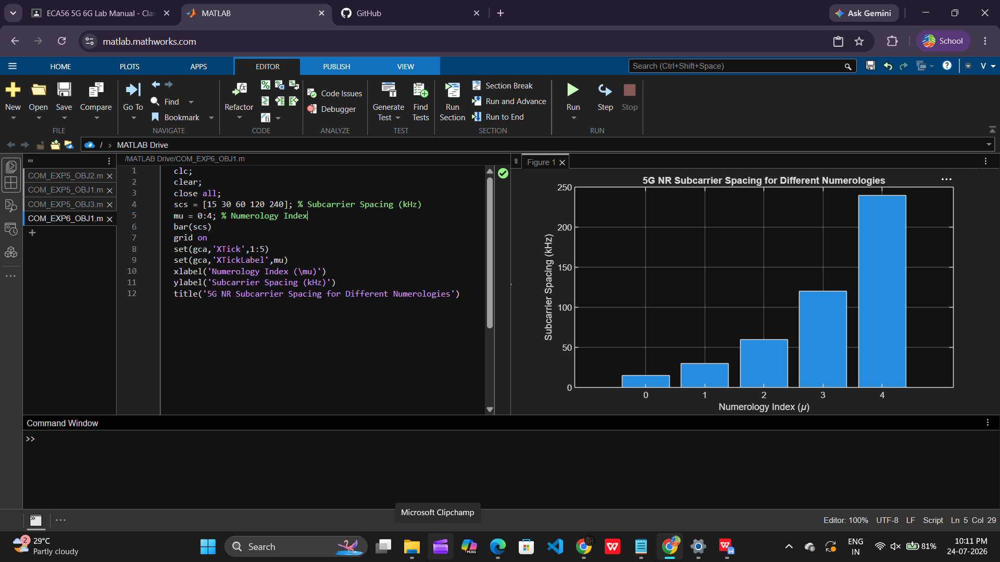 ECA56 5G 6G Lab Manual - Clas
MATLAB
GitHub
Ask Gemini
matlab.mathworks.com
School
HOME
PLOTS
APPS
EDITOR
PUBLISH
VIEW
Search (Ctrl+Shift+Space)
V
New
Open
Save
Compare
FILE
Go To
Find
Bookmark
NAVIGATE
Refactor
CODE
Code Issues
Debugger
ANALYZE
Generate
Test
Find
Tests
TEST
Run
Section
Section Break
Run and Advance
Run to End
SECTION
Run
Step
Stop
RUN
/ › MATLAB Drive
COM_EXP5_OBJ2.m
COM_EXP5_OBJ1.m
COM_EXP5_OBJ3.m
COM_EXP6_OBJ1.m
/MATLAB Drive/COM_EXP6_OBJ1.m
1 clc;
2 clear;
3 close all;
4 scs = [15 30 60 120 240]; % Subcarrier Spacing (kHz)
5 mu = 0:4; % Numerology Index
6 bar(scs)
7 grid on
8 set(gca,'XTick',1:5)
9 set(gca,'XTickLabel',mu)
10 xlabel('Numerology Index (\mu)')
11 ylabel('Subcarrier Spacing (kHz)')
12 title('5G NR Subcarrier Spacing for Different Numerologies')
Figure 1
5G NR Subcarrier Spacing for Different Numerologies
250
200
150
100
50
0
Subcarrier Spacing (kHz)
0 1 2 3 4
Numerology Index (μ)
Command Window
>>
Microsoft Clipchamp
Editor: 100% UTF-8 LF Script Ln 5 Col 29
2
29°C
Partly cloudy
Search
M365
ENG
IN
81%
10:11 PM
24-07-2026